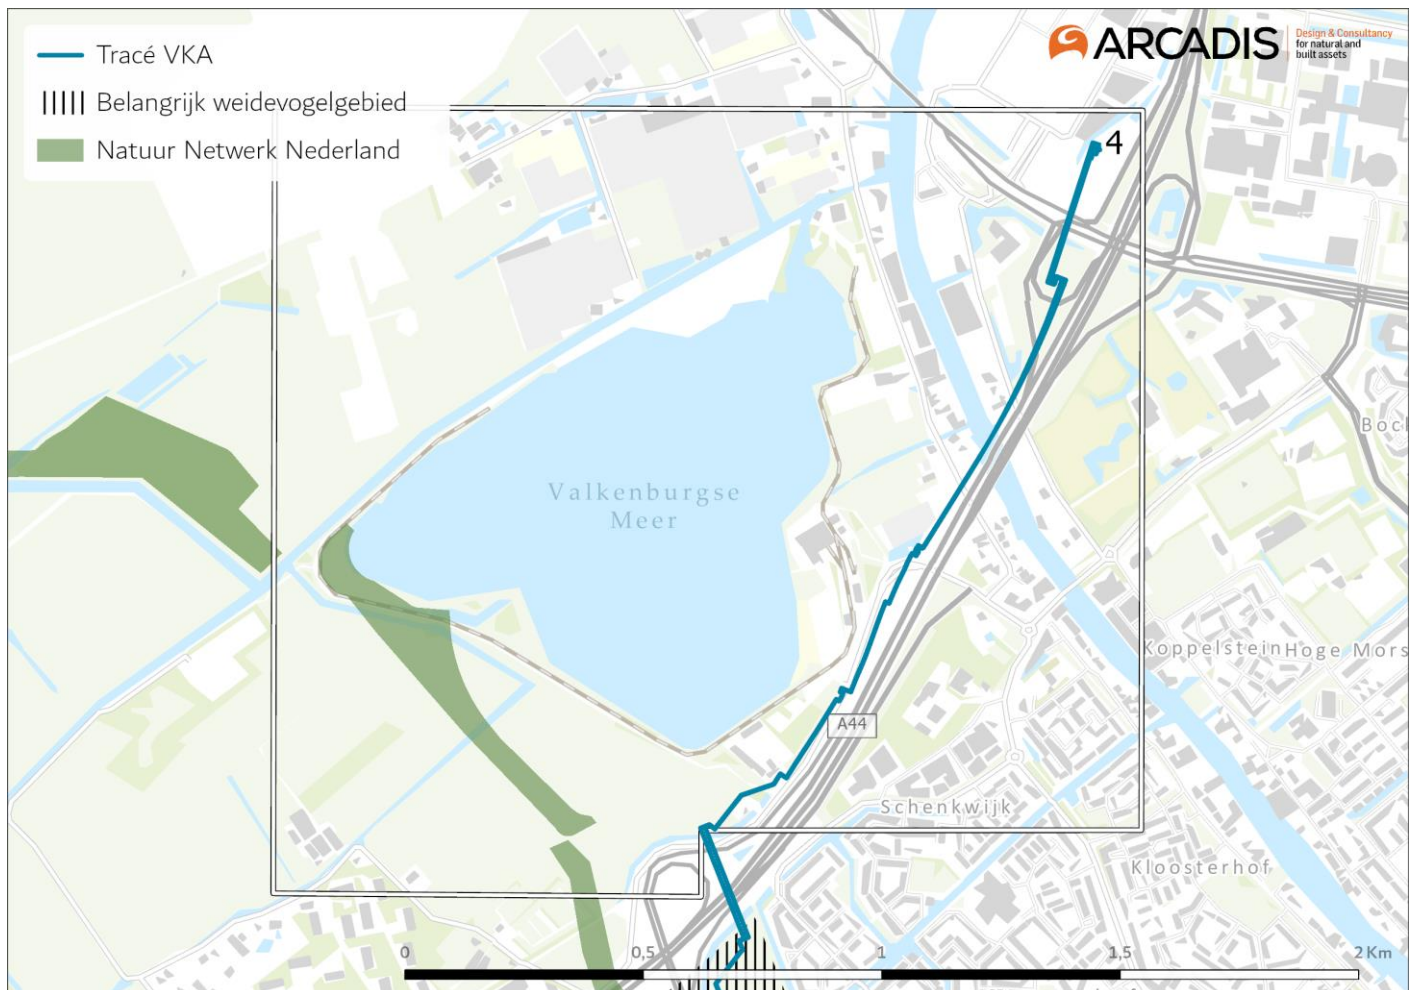 Tracé VKA
Belangrijk weidevogelgebied
Natuur Netwerk Nederland
ARCADIS
Design & Consultancy
for natural and
built assets
4
Valkenburgse
Meer
Bock
Koppelstein
Hoge Mors
A44
Schenkwijk
Kloosterhof
0
0,5
1
1,5
2 Km